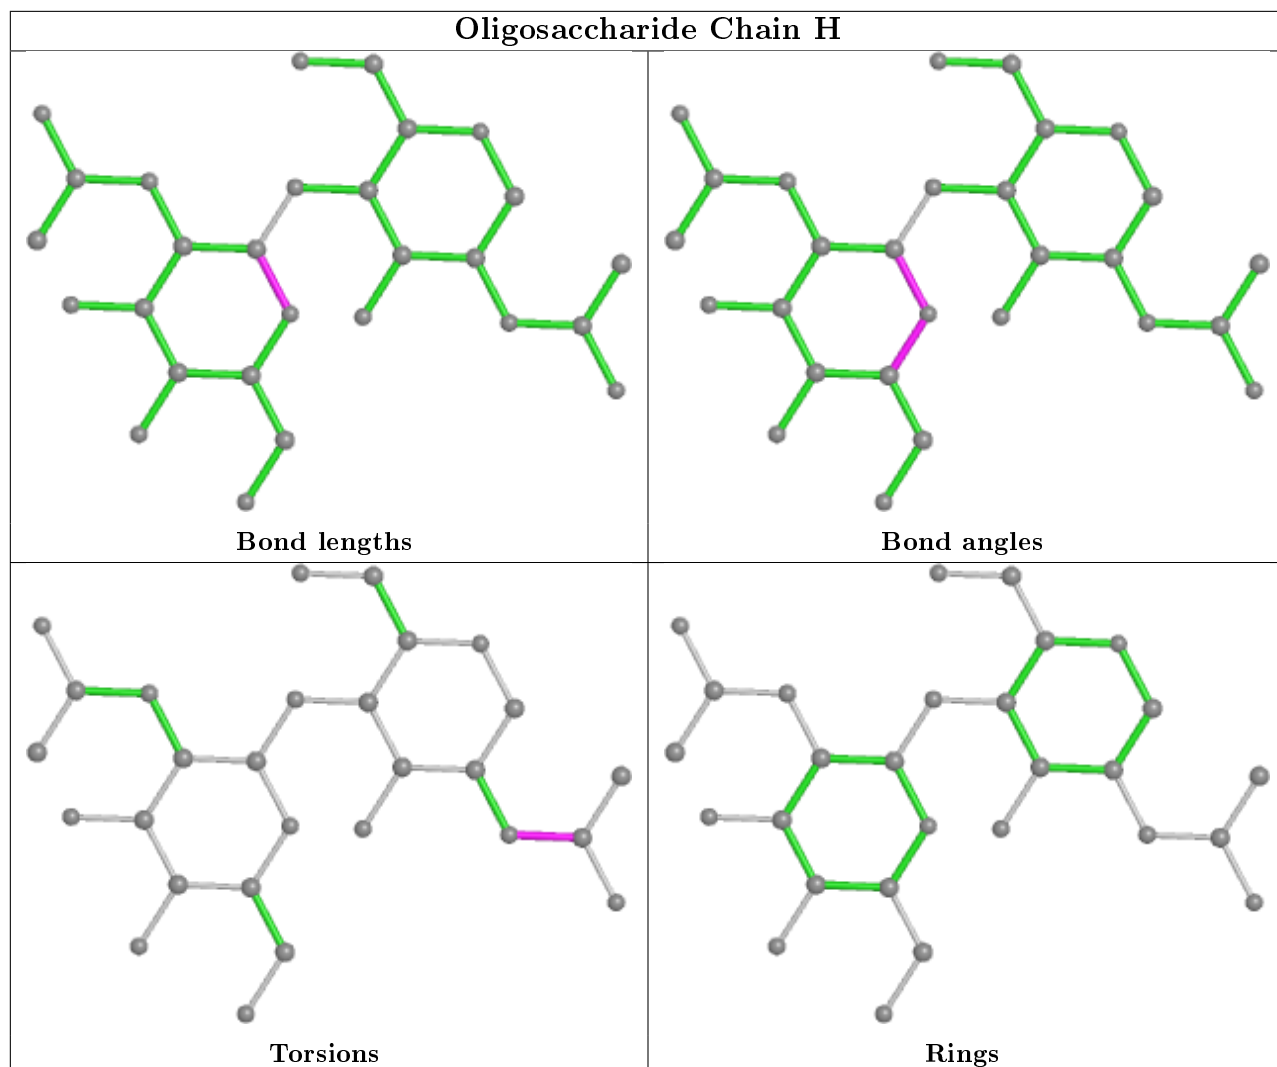 Oligosaccharide Chain H
Bond lengths
Bond angles
Torsions
Rings